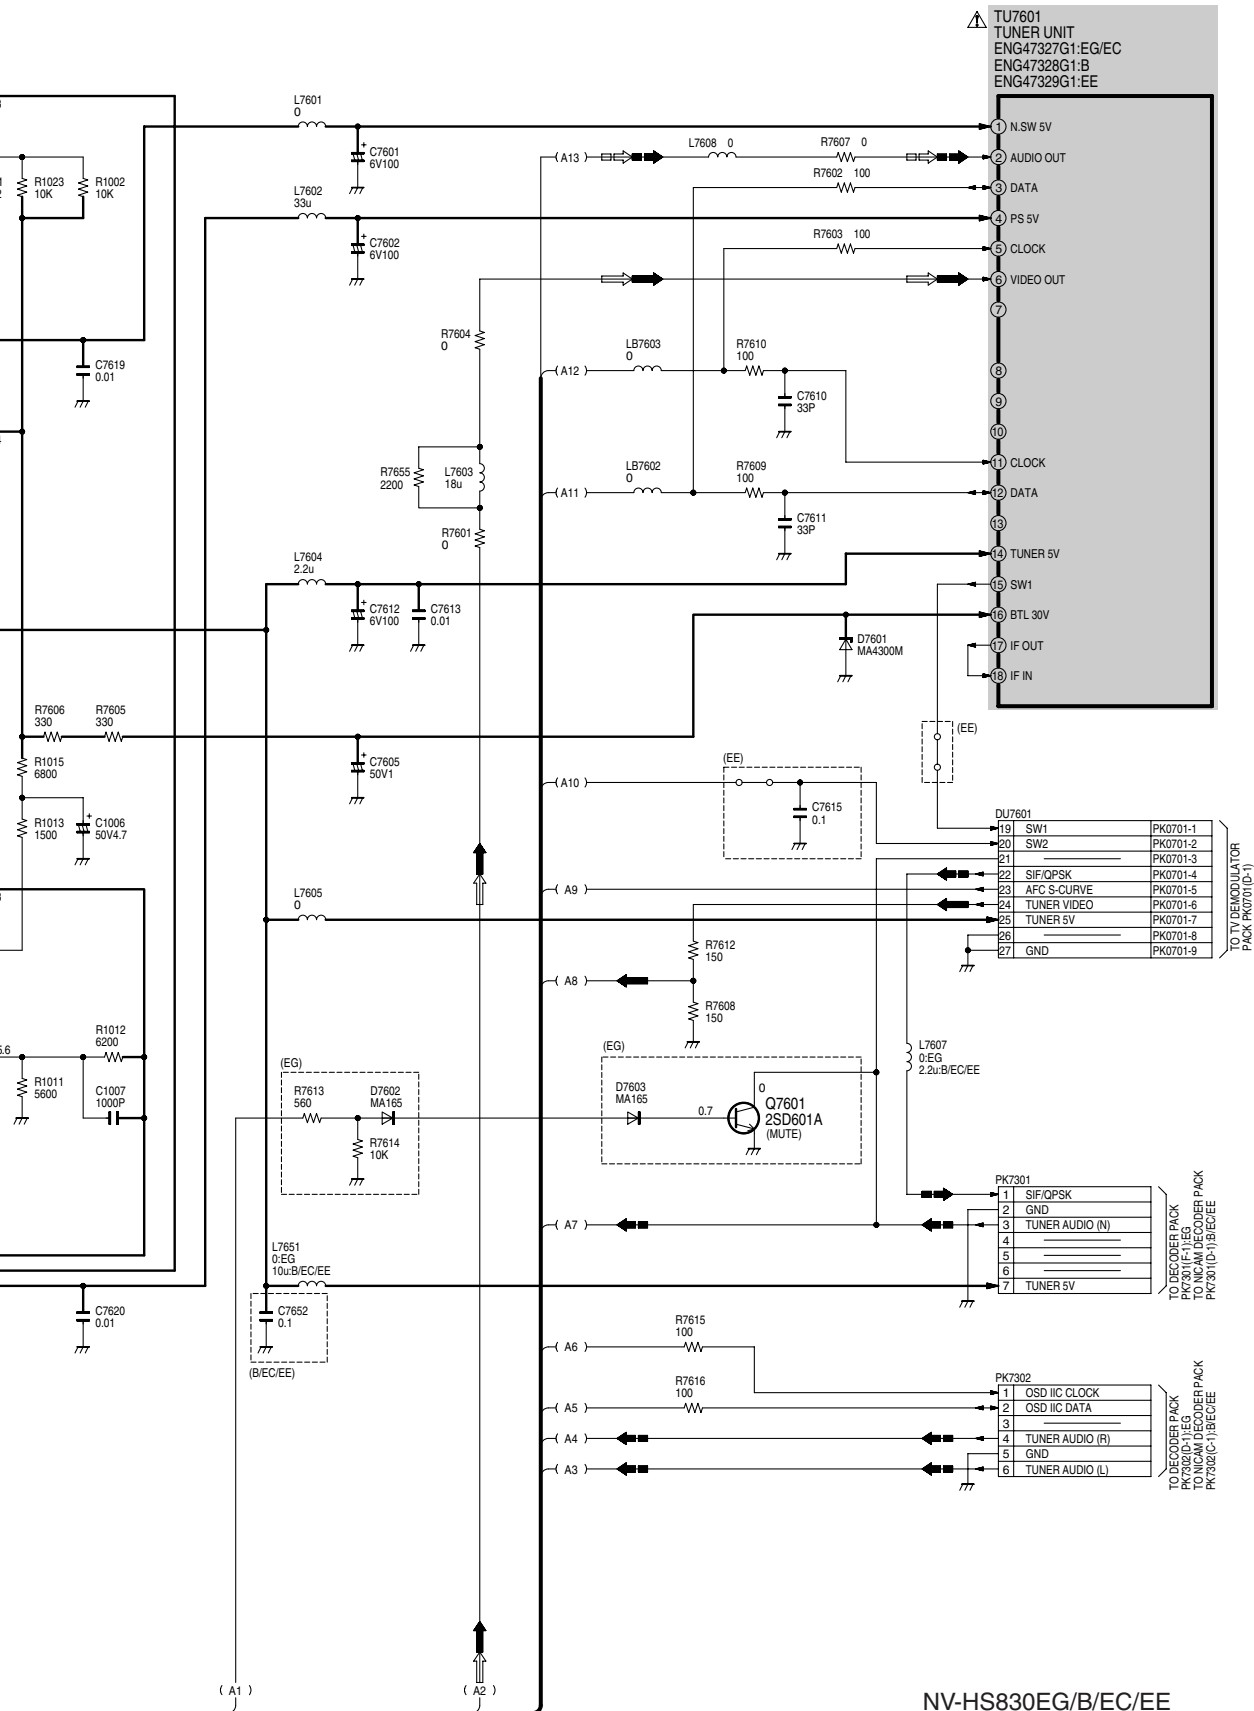 TU7601
TUNER UNIT
ENG47327G1:EG/EC
ENG47328G1:B
ENG47329G1:EE
1 N.SW 5V
2 AUDIO OUT
3 DATA
4 PS 5V
5 CLOCK
6 VIDEO OUT
7
8
9
10
11 CLOCK
12 DATA
13
14 TUNER 5V
15 SW1
16 BTL 30V
17 IF OUT
18 IF IN
L7601
0
+
C7601
6V100
R1023
10K
R1002
10K
L7602
33u
+
C7602
6V100
( A13 )
L7608 0
R7607 0
R7602 100
R7603 100
R7604
0
C7619
0.01
LB7603
0
R7610
100
( A12 )
C7610
33P
R7655
2200
L7603
18u
LB7602
0
R7609
100
( A11 )
C7611
33P
R7601
0
L7604
2.2u
+
C7612
6V100
C7613
0.01
D7601
MA4300M
R7606
330
R7605
330
R1015
6800
+
C7605
50V1
R1013
1500
+
C1006
50V4.7
(EE)
(EE)
( A10 )
C7615
0.1
DU7601
19 SW1 PK0701-1
20 SW2 PK0701-2
21 PK0701-3
22 SIF/QPSK PK0701-4
23 AFC S-CURVE PK0701-5
24 TUNER VIDEO PK0701-6
25 TUNER 5V PK0701-7
26 PK0701-8
27 GND PK0701-9
TO TV DEMODULATOR
PACK PK0701(D-1)
L7605
0
( A9 )
R7612
150
( A8 )
R7608
150
L7607
0:EG
2.2u:B/EC/EE
5.6
R1012
6200
R1011
5600
C1007
1000P
(EG)
R7613
560
D7602
MA165
R7614
10K
(EG)
D7603
MA165
0.7
0
Q7601
2SD601A
(MUTE)
( A7 )
PK7301
1 SIF/QPSK
2 GND
3 TUNER AUDIO (N)
4
5
6
7 TUNER 5V
TO DECODER PACK
PK7301(F-1):EG
TO NICAM DECODER PACK
PK7301(D-1):B/EC/EE
L7651
0:EG
10u:B/EC/EE
C7620
0.01
C7652
0.1
(B/EC/EE)
R7615
100
( A6 )
R7616
100
( A5 )
( A4 )
( A3 )
PK7302
1 OSD IIC CLOCK
2 OSD IIC DATA
3
4 TUNER AUDIO (R)
5 GND
6 TUNER AUDIO (L)
TO DECODER PACK
PK7302(D-1):EG
TO NICAM DECODER PACK
PK7302(C-1):B/EC/EE
( A1 )
( A2 )
NV-HS830EG/B/EC/EE